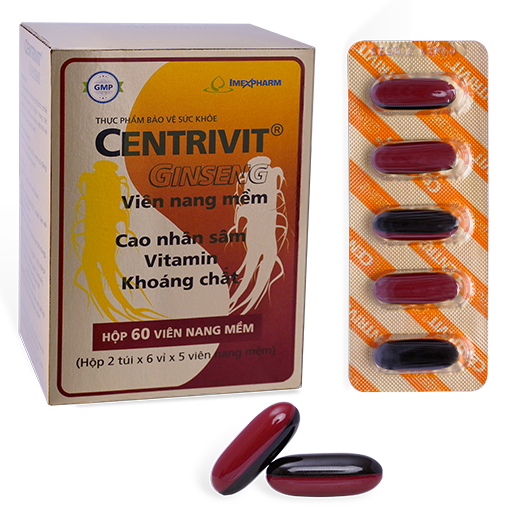 GMP
IMEXPHARM
THỰC PHẨM BẢO VỆ SỨC KHỎE
CENTRIVIT®
GINSENG
Viên nang mềm
Cao nhân sâm
Vitamin
Khoáng chất
HỘP 60 VIÊN NANG MỀM
(Hộp 2 túi x 6 vỉ x 5 viên nang mềm)